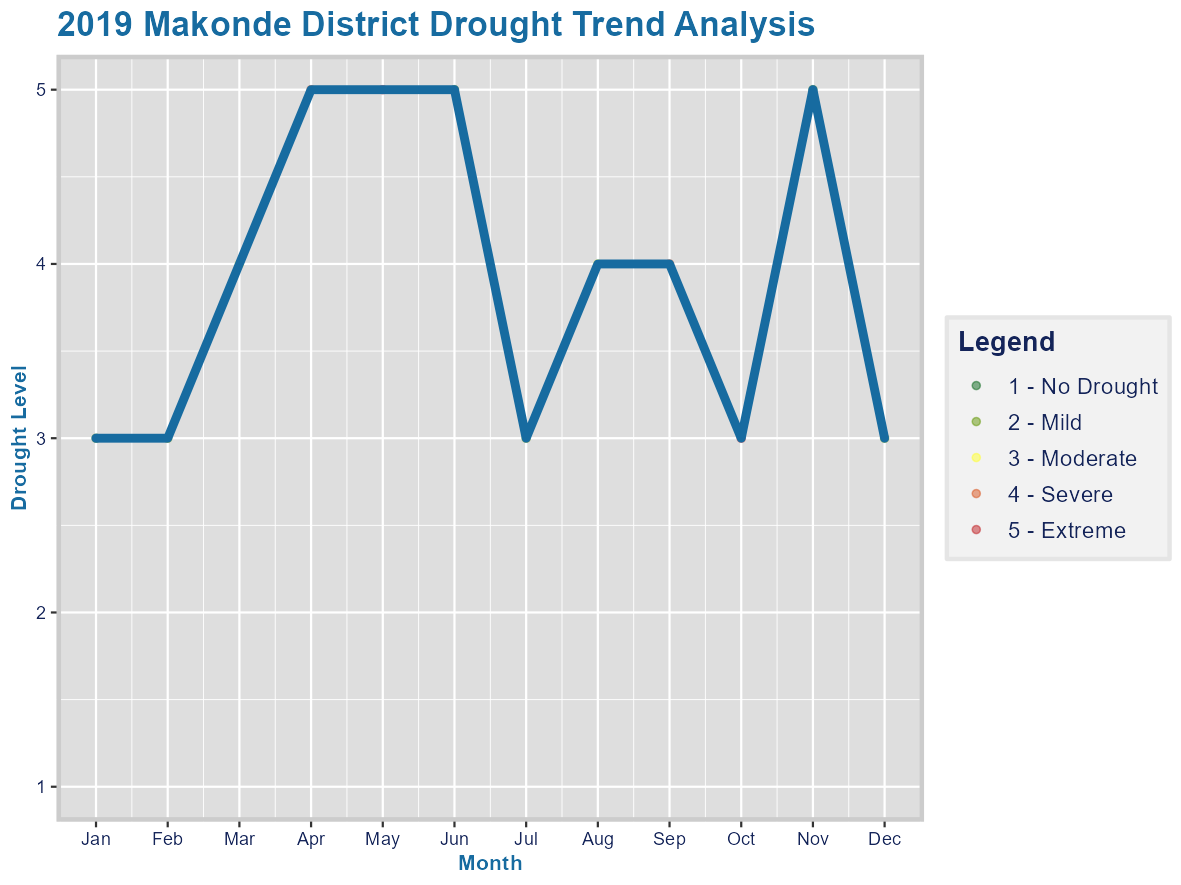 2019 Makonde District Drought Trend Analysis
Drought Level
5
4
3
2
1
Jan Feb Mar Apr May Jun Jul Aug Sep Oct Nov Dec
Month
Legend
1 - No Drought
2 - Mild
3 - Moderate
4 - Severe
5 - Extreme